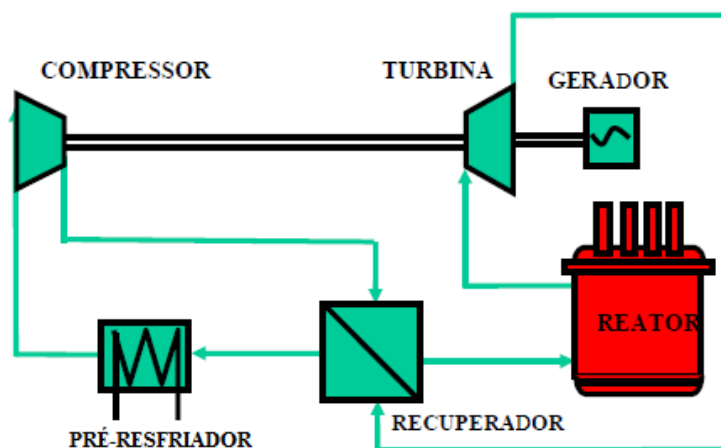 COMPRESSOR
TURBINA
GERADOR
REATOR
RECUPERADOR
PRÉ-RESFRIADOR